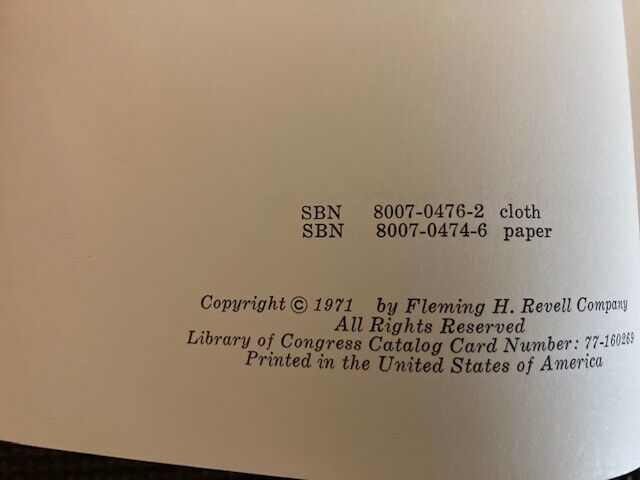 SBN 8007-0476-2 cloth
SBN 8007-0474-6 paper
Copyright © 1971 by Fleming H. Revell Company
All Rights Reserved
Library of Congress Catalog Card Number: 77-160269
Printed in the United States of America